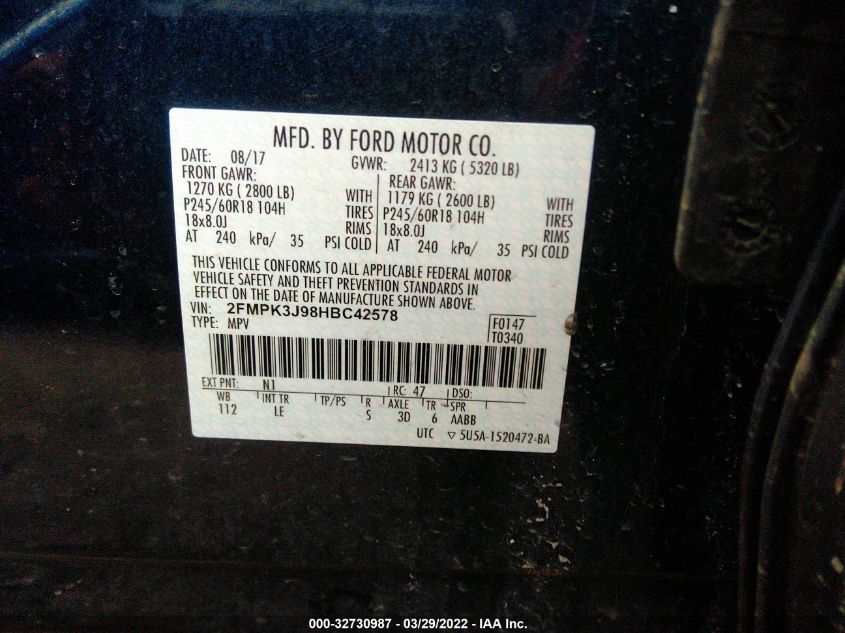 MFD. BY FORD MOTOR CO.
DATE: 08/17 GVWR: 2413 KG ( 5320 LB)
FRONT GAWR: REAR GAWR:
1270 KG ( 2800 LB) WITH 1179 KG ( 2600 LB) WITH
P245/60R18 104H TIRES P245/60R18 104H TIRES
18x8.0J RIMS 18x8.0J RIMS
AT 240 kPa/ 35 PSI COLD AT 240 kPa/ 35 PSI COLD
THIS VEHICLE CONFORMS TO ALL APPLICABLE FEDERAL MOTOR
VEHICLE SAFETY AND THEFT PREVENTION STANDARDS IN
EFFECT ON THE DATE OF MANUFACTURE SHOWN ABOVE.
VIN: 2FMPK3J98HBC42578
TYPE: MPV F0147
T0340
EXT PNT: N1 RC: 47 DSO:
WB INT TR TP/PS R AXLE TR SPR
112 LE S 3D 6 AABB
UTC ▽ 5U5A-1520472-BA
000-32730987 - 03/29/2022 - IAA Inc.